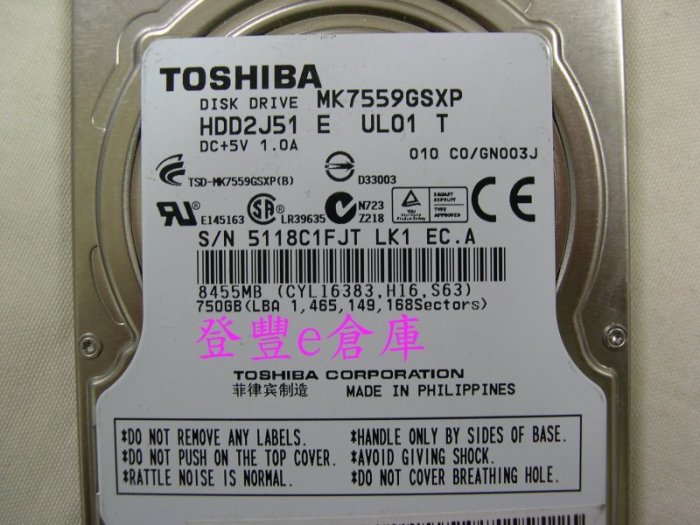 TOSHIBA
DISK DRIVE MK7559GSXP
HDD2J51 E UL01 T
DC+5V 1.0A
010 C0/GN003J
TSD-MK7559GSXP(B)
D33003
E145163
LR39635
N723
Z218
S/N 5118C1FJT LK1 EC.A
8455MB (CYL16383,H16,S63)
750GB(LBA 1,465,149,168Sectors)
登豐e倉庫
TOSHIBA CORPORATION
菲律宾制造 MADE IN PHILIPPINES
*DO NOT REMOVE ANY LABELS.
*DO NOT PUSH ON THE TOP COVER.
*RATTLE NOISE IS NORMAL.
*HANDLE ONLY BY SIDES OF BASE.
*AVOID GIVING SHOCK.
*DO NOT COVER BREATHING HOLE.